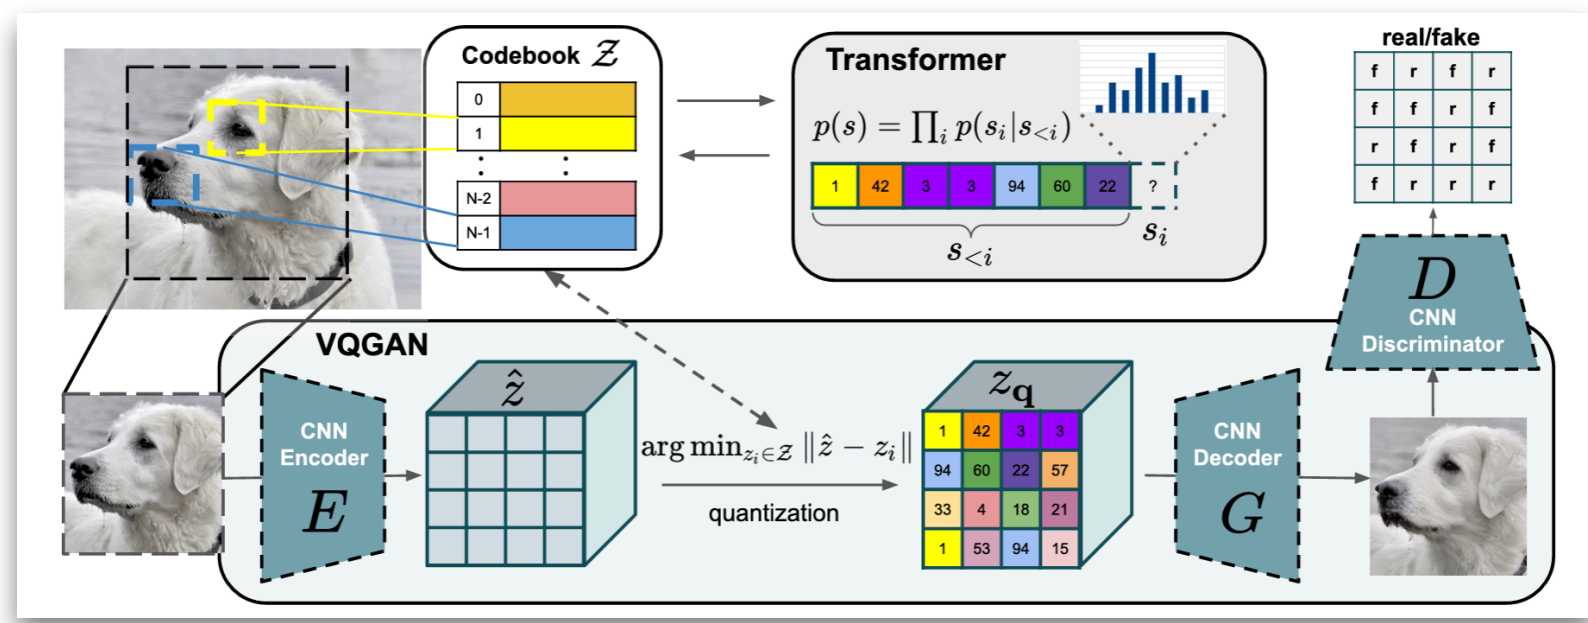 Codebook 𝒵
0
1
: :
N-2
N-1
Transformer
p(s) = ∏ᵢ p(sᵢ|s<ᵢ)
1 42 3 3 94 60 22 ?
s<ᵢ
sᵢ
real/fake
f r f r
f f r f
r f r f
f r r r
D
CNN
Discriminator
VQGAN
CNN
Encoder
E
ẑ
arg min_{zᵢ∈𝒵} ‖ẑ − zᵢ‖
quantization
z_q
1 42 3 3
94 60 22 57
33 4 18 21
1 53 94 15
CNN
Decoder
G